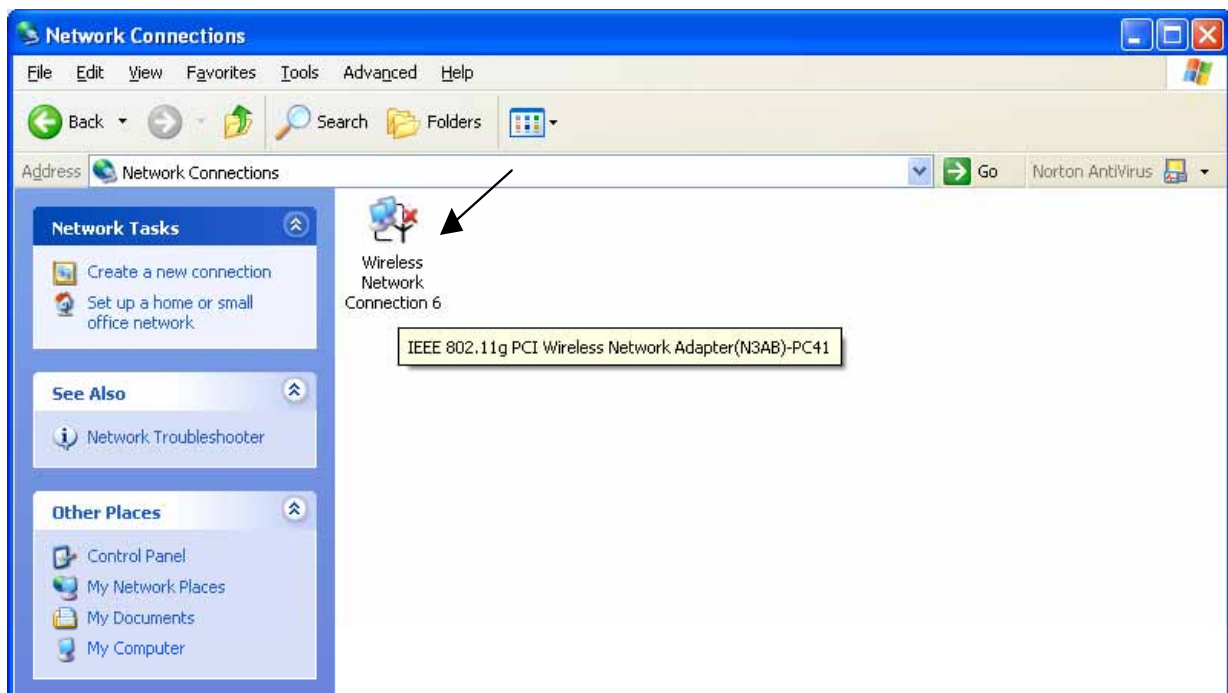 Network Connections
File Edit View Favorites Tools Advanced Help
Back Search Folders
Address Network Connections Go Norton AntiVirus
Network Tasks
Create a new connection
Set up a home or small
office network
See Also
Network Troubleshooter
Other Places
Control Panel
My Network Places
My Documents
My Computer
Wireless
Network
Connection 6
IEEE 802.11g PCI Wireless Network Adapter(N3AB)-PC41